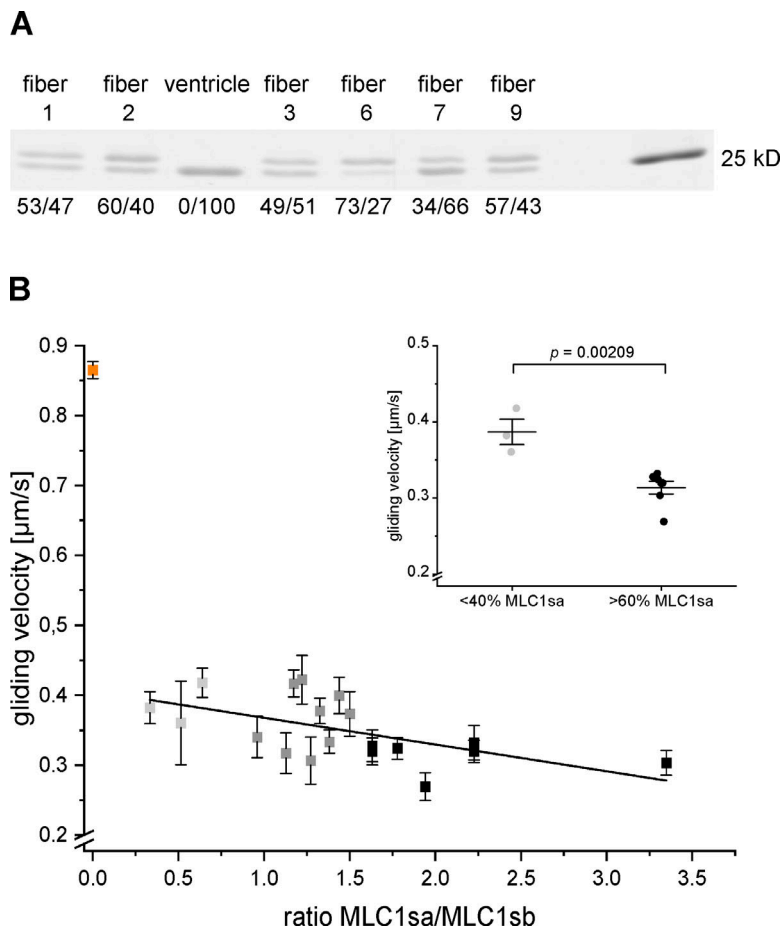 A
fiber fiber ventricle fiber fiber fiber fiber
1 2 3 6 7 9
25 kD
53/47 60/40 0/100 49/51 73/27 34/66 57/43
B
0.9
0.8
0.7
0.6
0,5
0.4
0.3
0.2
gliding velocity [µm/s]
0.0 0.5 1.0 1.5 2.0 2.5 3.0 3.5
ratio MLC1sa/MLC1sb
0.5
0.4
0.3
0.2
gliding velocity [µm/s]
p = 0.00209
<40% MLC1sa >60% MLC1sa